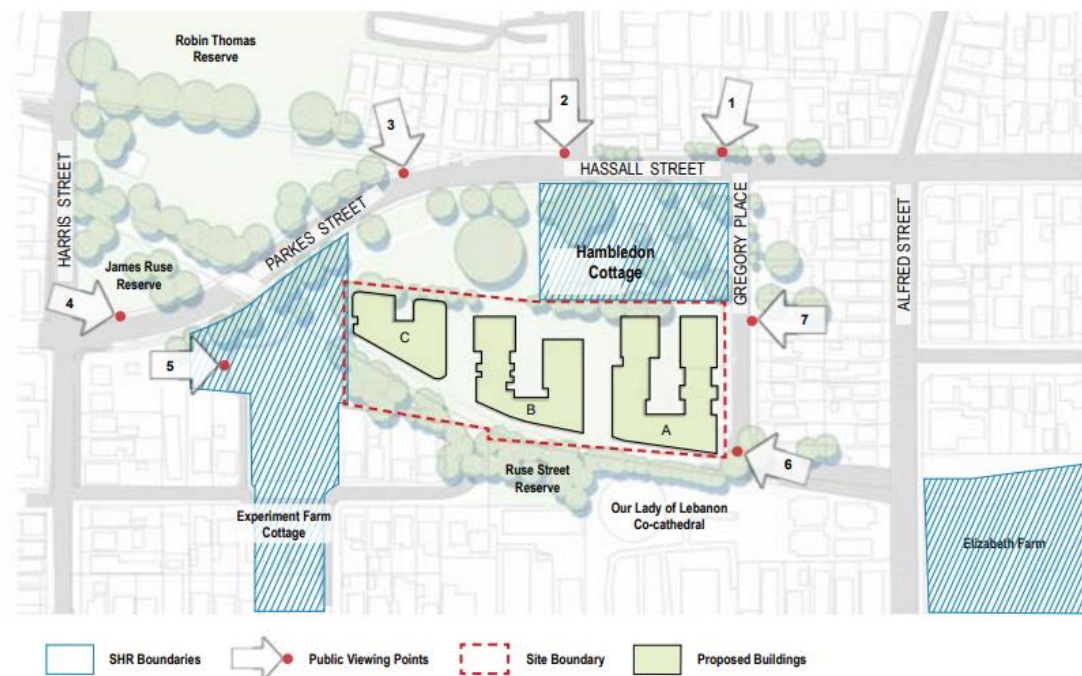 Robin Thomas
Reserve
1
2
3
HASSALL STREET
PARKES STREET
HARRIS STREET
GREGORY PLACE
ALFRED STREET
Hambledon
Cottage
James Ruse
Reserve
4
7
5
C
B
A
6
Ruse Street
Reserve
Our Lady of Lebanon
Co-cathedral
Experiment Farm
Cottage
Elizabeth Farm
SHR Boundaries
Public Viewing Points
Site Boundary
Proposed Buildings